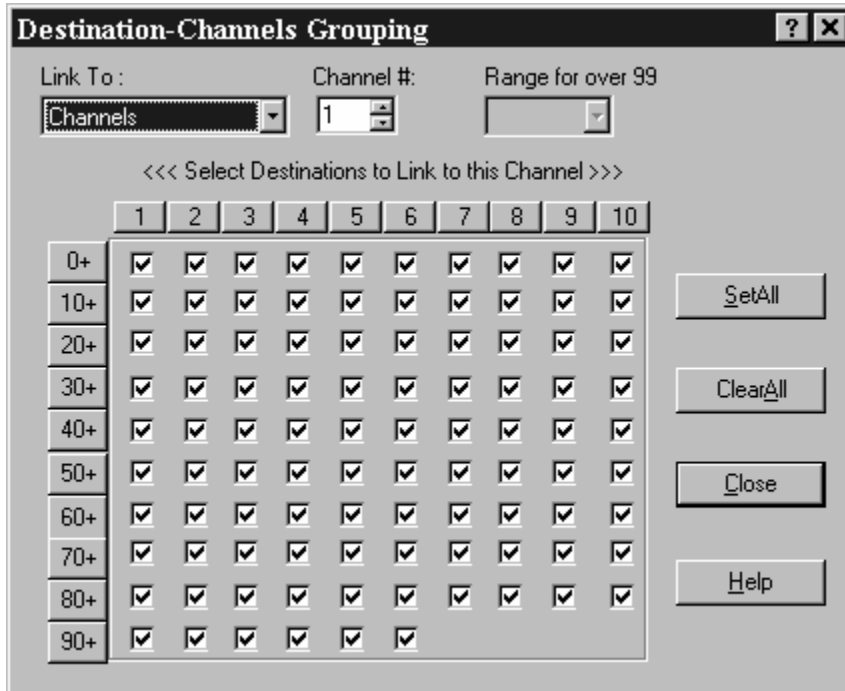 Destination-Channels Grouping ? X
Link To : Channel #: Range for over 99
Channels 1
<<< Select Destinations to Link to this Channel >>>
1 2 3 4 5 6 7 8 9 10
0+
10+
20+
30+
40+
50+
60+
70+
80+
90+
SetAll
ClearAll
Close
Help